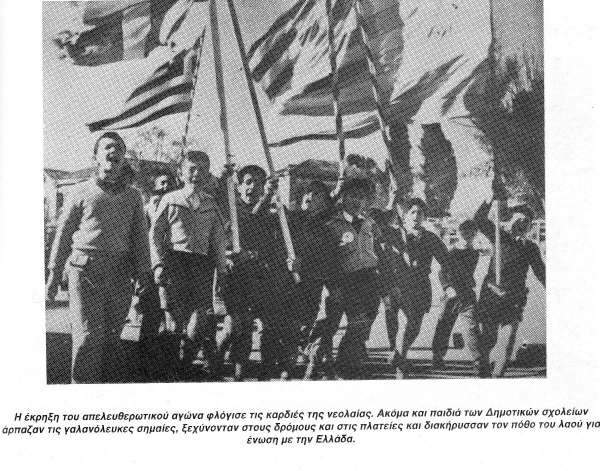 Η έκρηξη του απελευθερωτικού αγώνα φλόγισε τις καρδιές της νεολαίας. Ακόμα και παιδιά των Δημοτικών σχολείων
άρπαζαν τις γαλανόλευκες σημαίες, ξεχύνονταν στους δρόμους και στις πλατείες και διακήρυσσαν τον πόθο του λαού για
ένωση με την Ελλάδα.